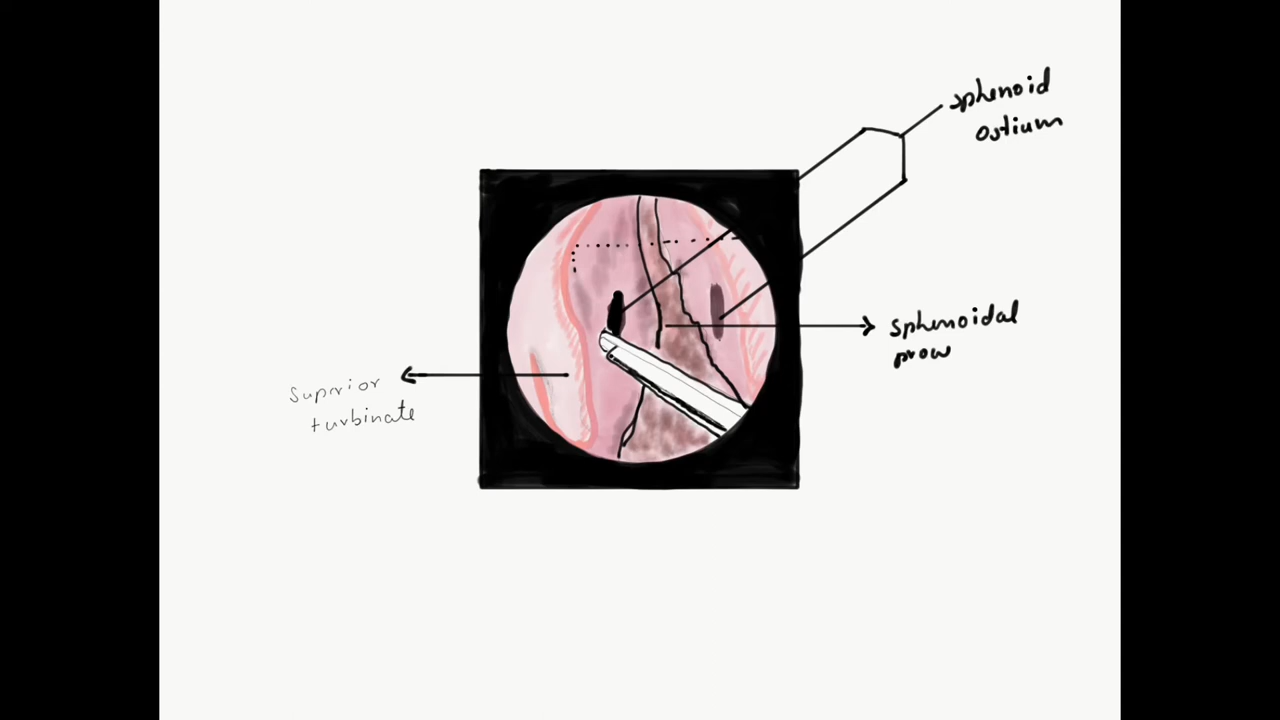 sphenoid
ostium
sphenoidal
prow
Suprior
turbinate